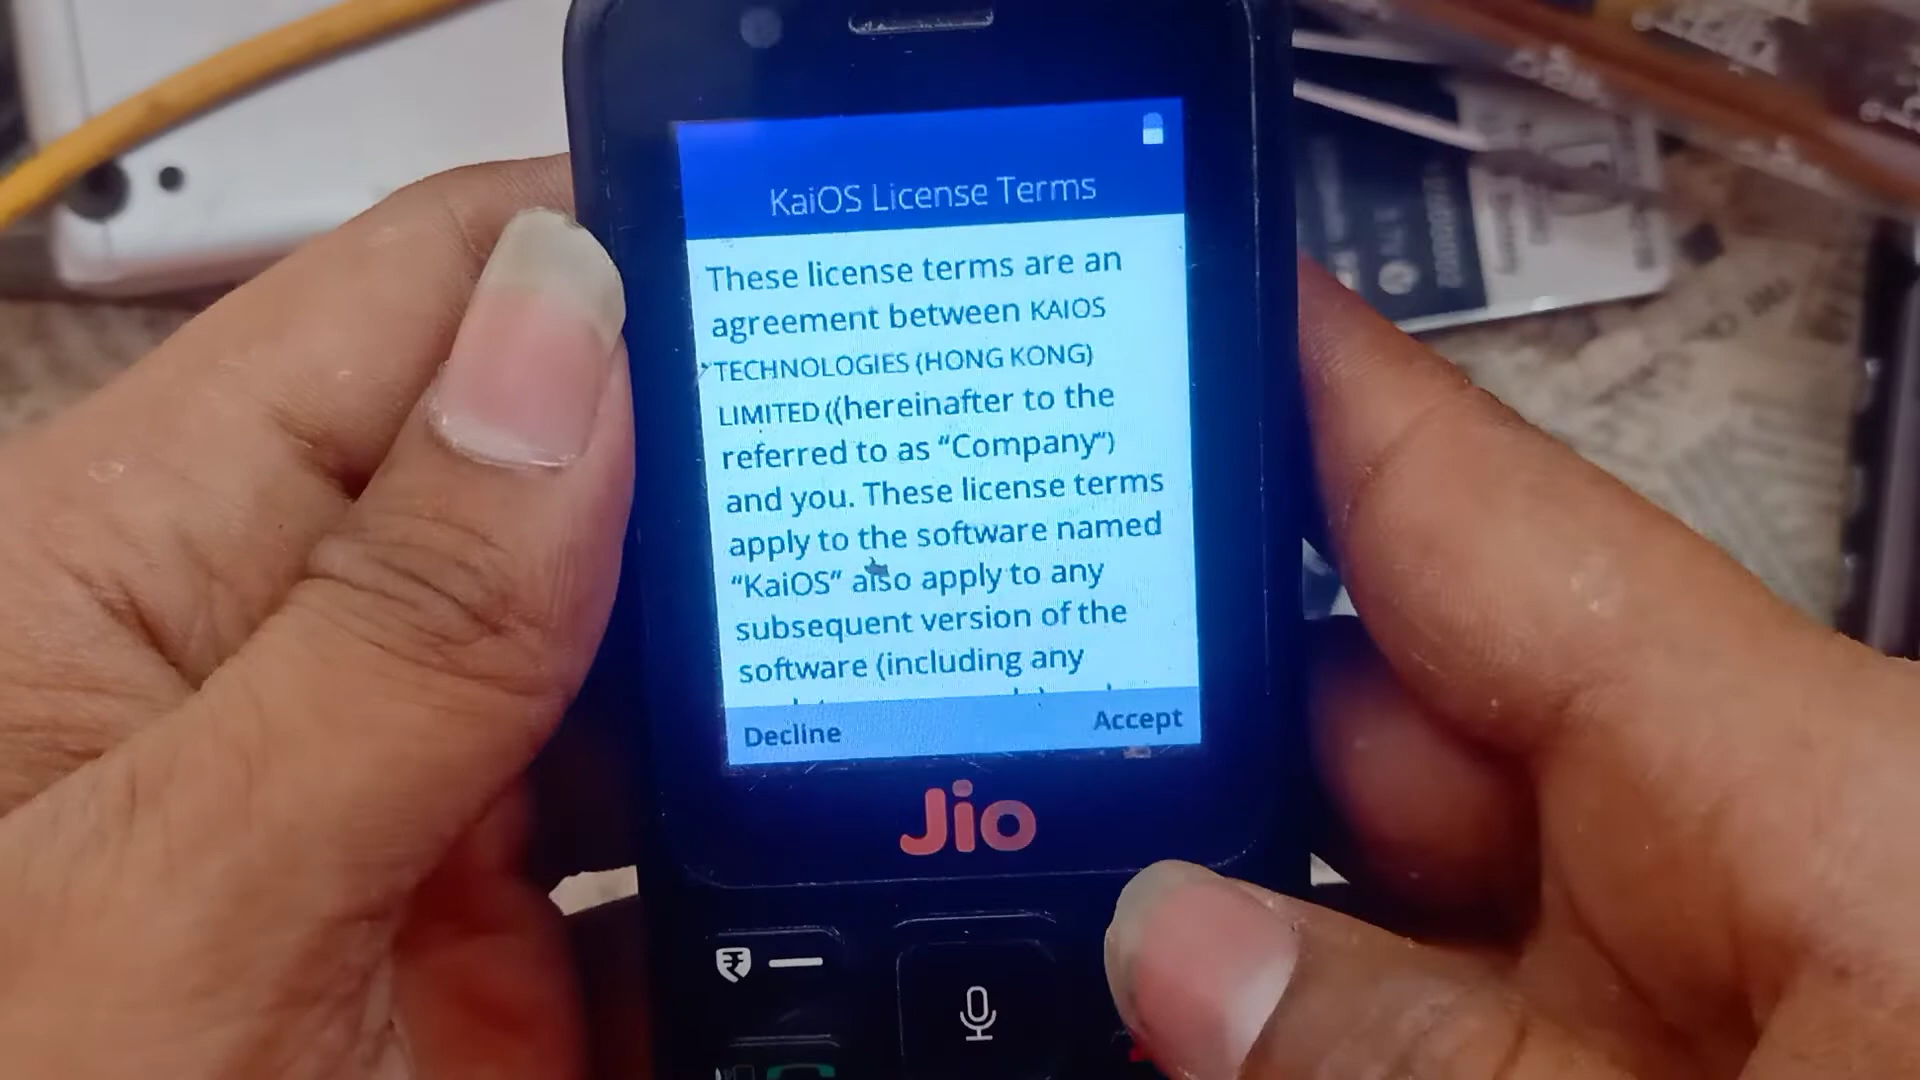 KaiOS License Terms
These license terms are an
agreement between KAIOS
TECHNOLOGIES (HONG KONG)
LIMITED ((hereinafter to the
referred to as “Company”)
and you. These license terms
apply to the software named
“KaiOS” also apply to any
subsequent version of the
software (including any
Decline Accept
Jio